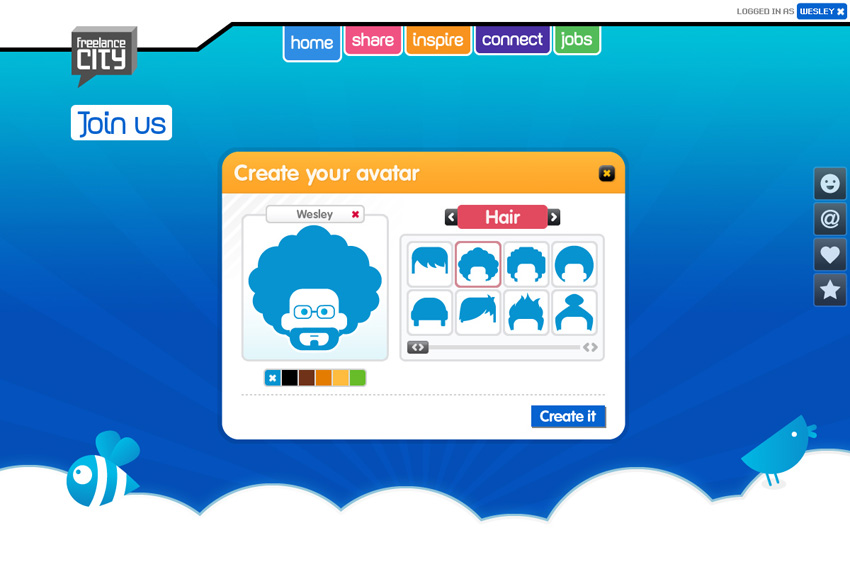 LOGGED IN AS WESLEY
freelance
CITY
home share inspire connect jobs
Join us
Create your avatar
Wesley
Hair
Create it